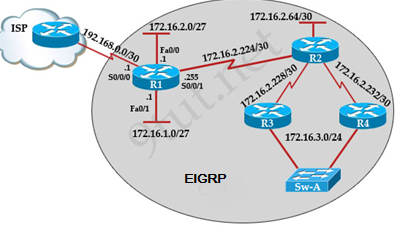 ISP
192.168.0.0/30
172.16.2.0/27
Fa0/0
.1
.1
S0/0/0
R1
.255
S0/0/1
.1
Fa0/1
172.16.1.0/27
172.16.2.224/30
172.16.2.64/30
R2
172.16.2.228/30
172.16.2.232/30
R3
R4
172.16.3.0/24
Sw-A
EIGRP
9tut.net